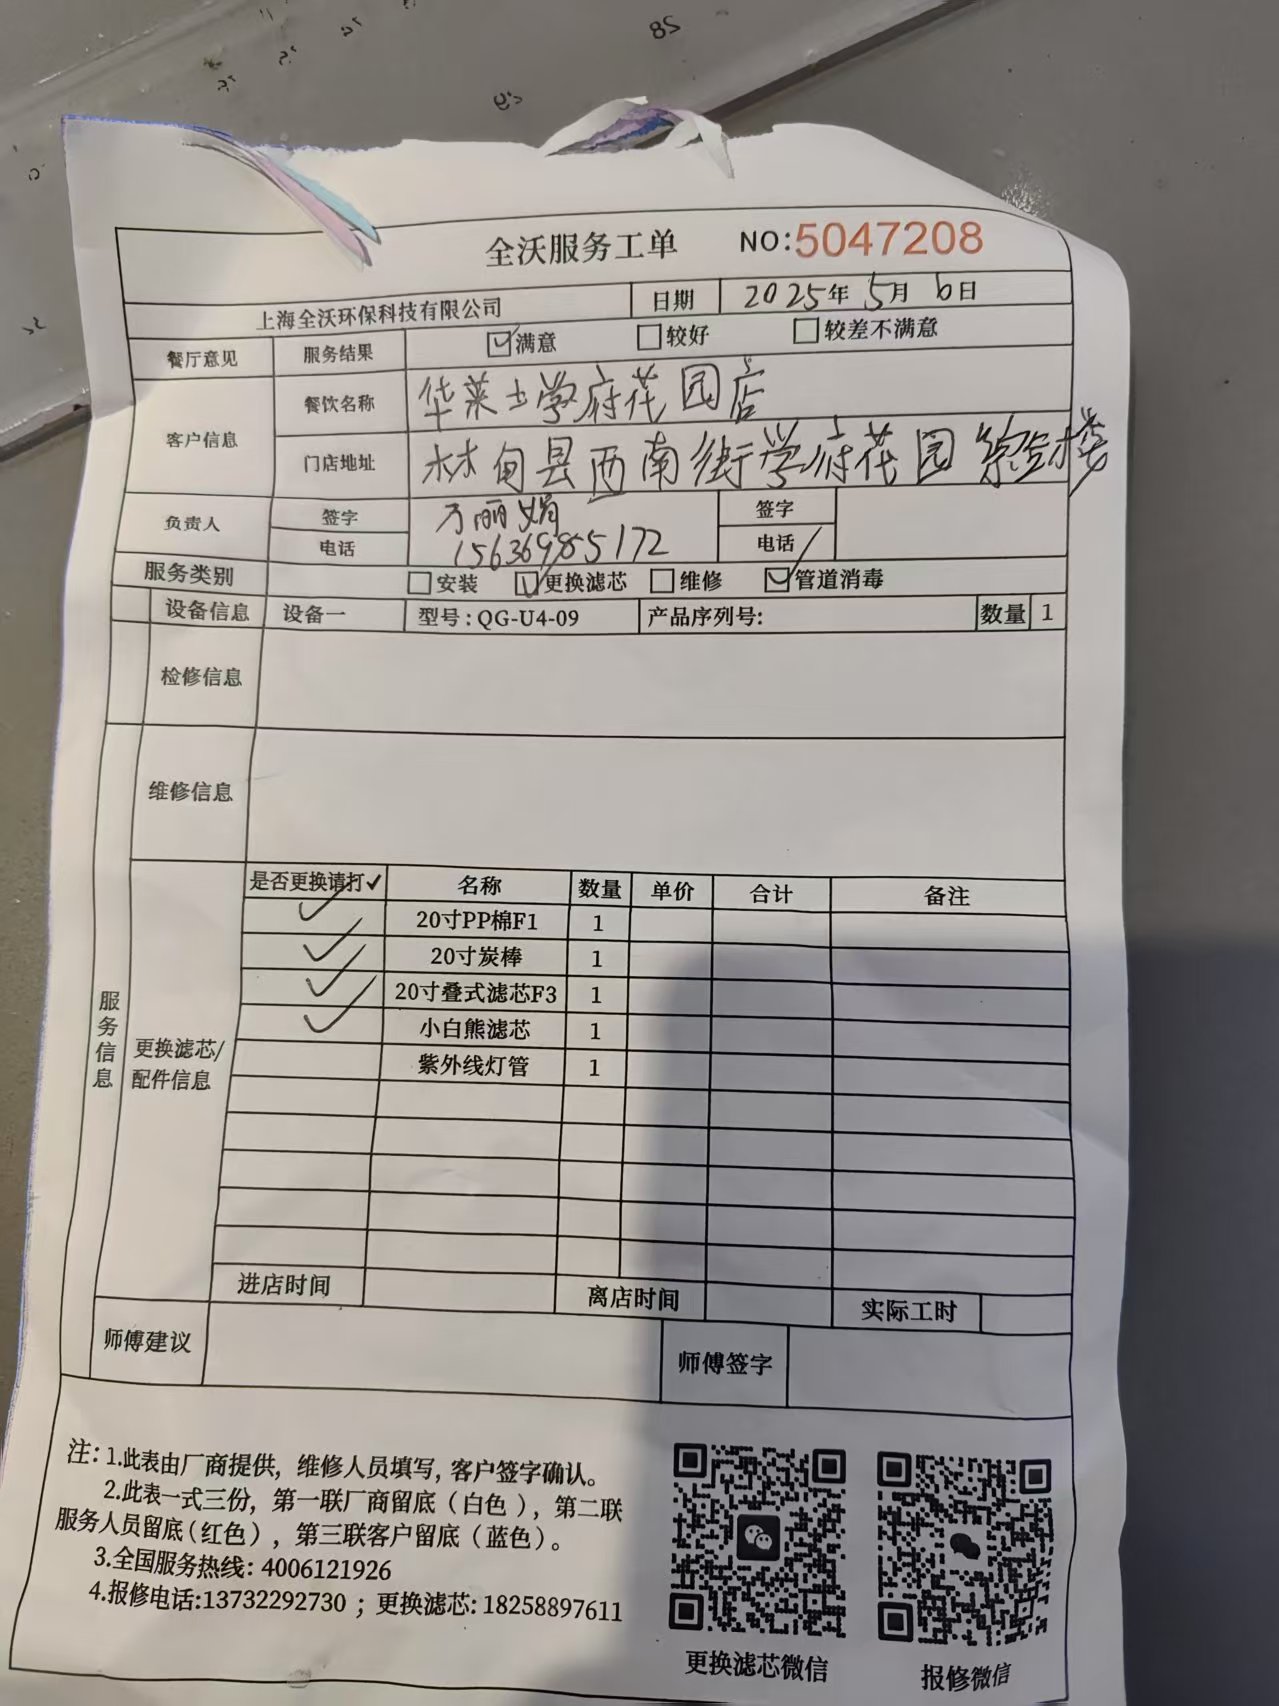 全沃服务工单 NO:5047208
上海全沃环保科技有限公司 日期 2025年 5月 6日
餐厅意见 服务结果 ☑满意 □较好 □较差不满意
客户信息 餐饮名称 华莱士学府花园店
门店地址 林甸县西南街学府花园综合楼
负责人 签字 方丽娟 签字
电话 15636985172 电话
服务类别 □安装 ☑更换滤芯 □维修 ☑管道消毒
设备信息 设备一 型号:QG-U4-09 产品序列号: 数量 1
检修信息
维修信息
服务信息
更换滤芯/
配件信息
是否更换请打✓ 名称 数量 单价 合计 备注
✓ 20寸PP棉F1 1
✓ 20寸炭棒 1
✓ 20寸叠式滤芯F3 1
✓ 小白熊滤芯 1
紫外线灯管 1
进店时间 离店时间 实际工时
师傅建议 师傅签字
注: 1.此表由厂商提供, 维修人员填写, 客户签字确认。
2.此表一式三份, 第一联厂商留底(白色), 第二联
服务人员留底(红色), 第三联客户留底(蓝色)。
3.全国服务热线: 4006121926
4.报修电话:13732292730 ; 更换滤芯: 18258897611
更换滤芯微信 报修微信